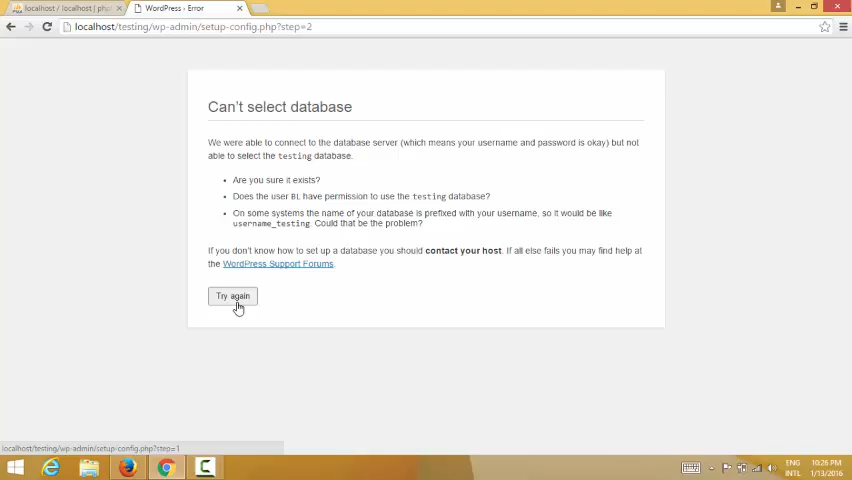 localhost / localhost | php
WordPress › Error
localhost/testing/wp-admin/setup-config.php?step=2
Can't select database
We were able to connect to the database server (which means your username and password is okay) but not
able to select the testing database.
• Are you sure it exists?
• Does the user BL have permission to use the testing database?
• On some systems the name of your database is prefixed with your username, so it would be like
username_testing. Could that be the problem?
If you don't know how to set up a database you should contact your host. If all else fails you may find help at
the WordPress Support Forums.
Try again
localhost/testing/wp-admin/setup-config.php?step=1
ENG
INTL
10:26 PM
1/13/2016